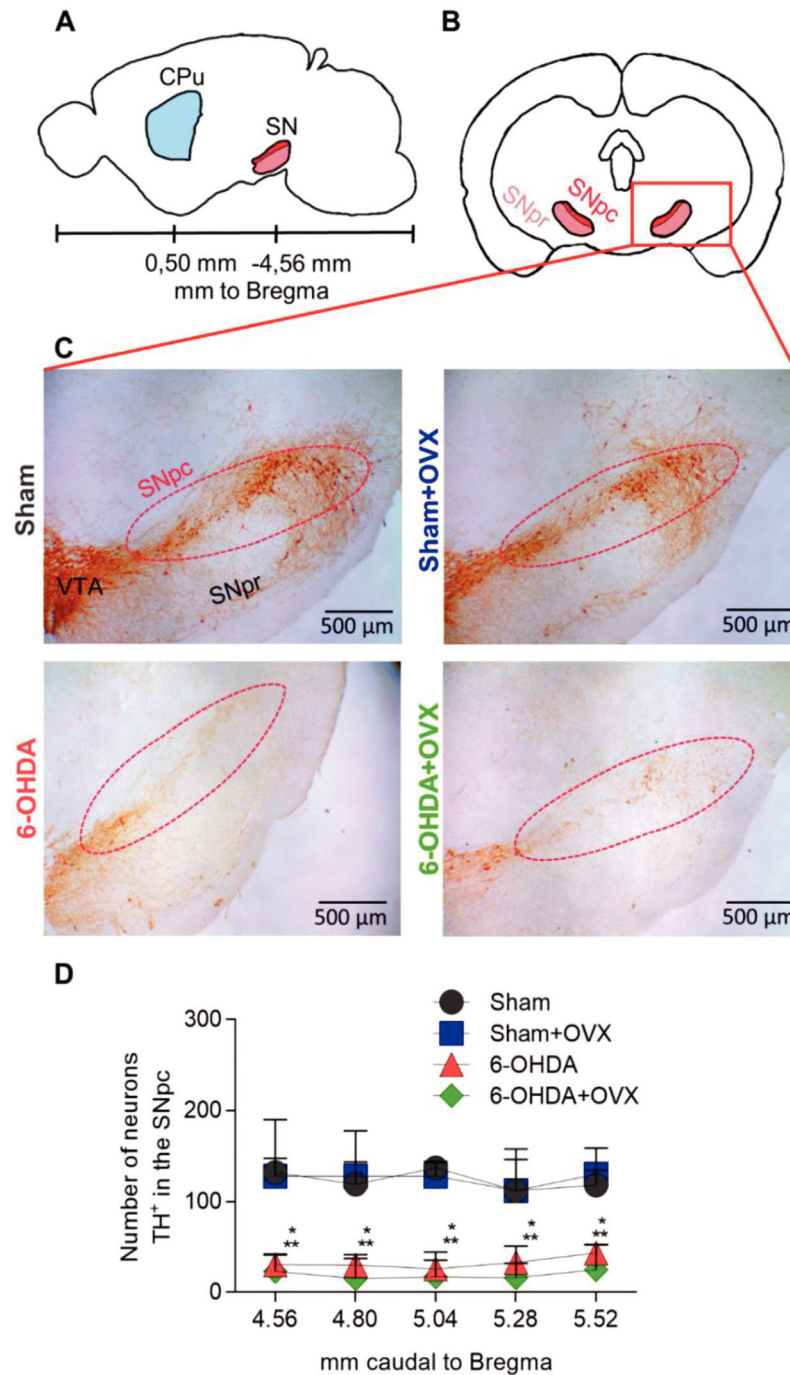 A
CPu
SN
0,50 mm -4,56 mm
mm to Bregma
B
SNpr
SNpc
C
Sham
SNpc
VTA
SNpr
500 µm
Sham+OVX
500 µm
6-OHDA
500 µm
6-OHDA+OVX
500 µm
D
Sham
Sham+OVX
6-OHDA
6-OHDA+OVX
Number of neurons
TH+ in the SNpc
300
200
100
0
* * * * *
** ** ** ** **
4.56 4.80 5.04 5.28 5.52
mm caudal to Bregma